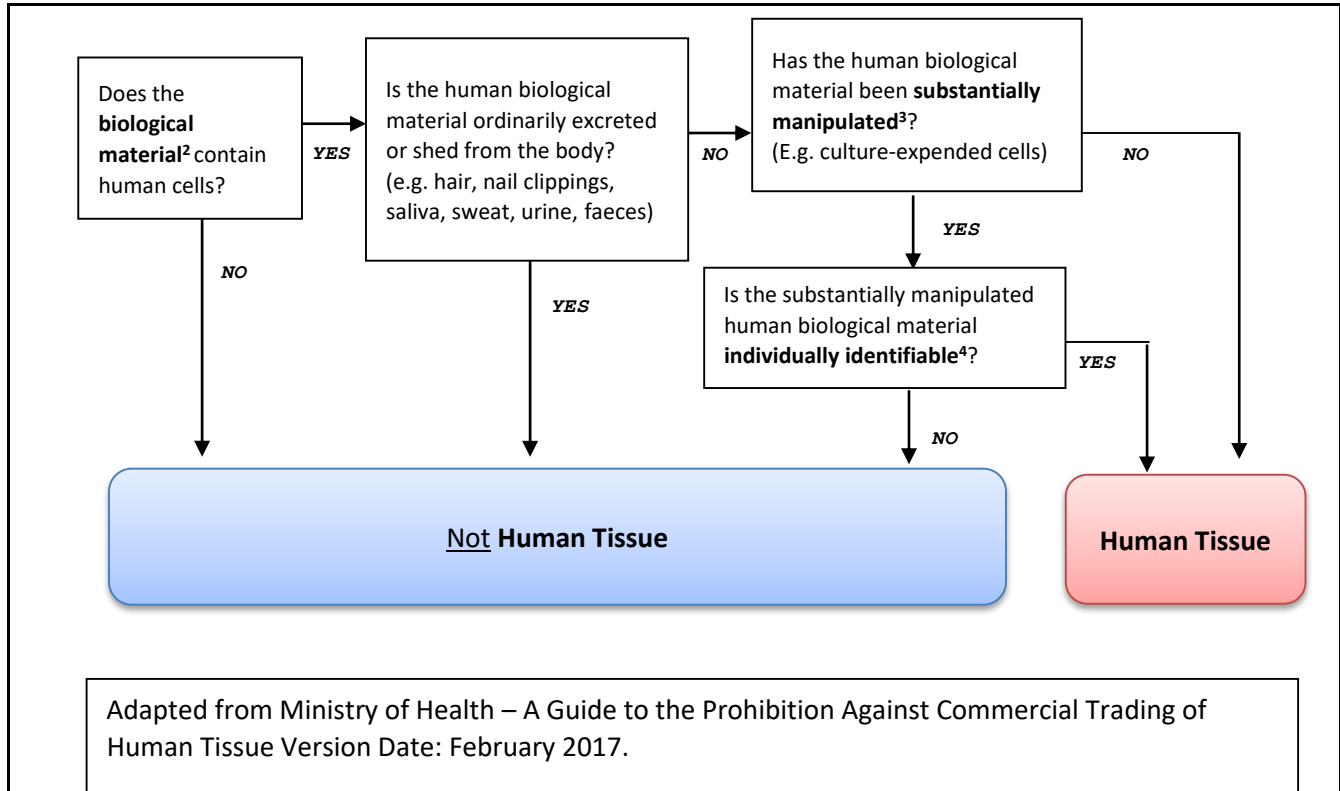 Does the
biological
material² contain
human cells?
YES
NO
Is the human biological
material ordinarily excreted
or shed from the body?
(e.g. hair, nail clippings,
saliva, sweat, urine, faeces)
NO
YES
Has the human biological
material been substantially
manipulated³?
(E.g. culture-expended cells)
NO
YES
Is the substantially manipulated
human biological material
individually identifiable⁴?
YES
NO
Not Human Tissue
Human Tissue
Adapted from Ministry of Health – A Guide to the Prohibition Against Commercial Trading of
Human Tissue Version Date: February 2017.